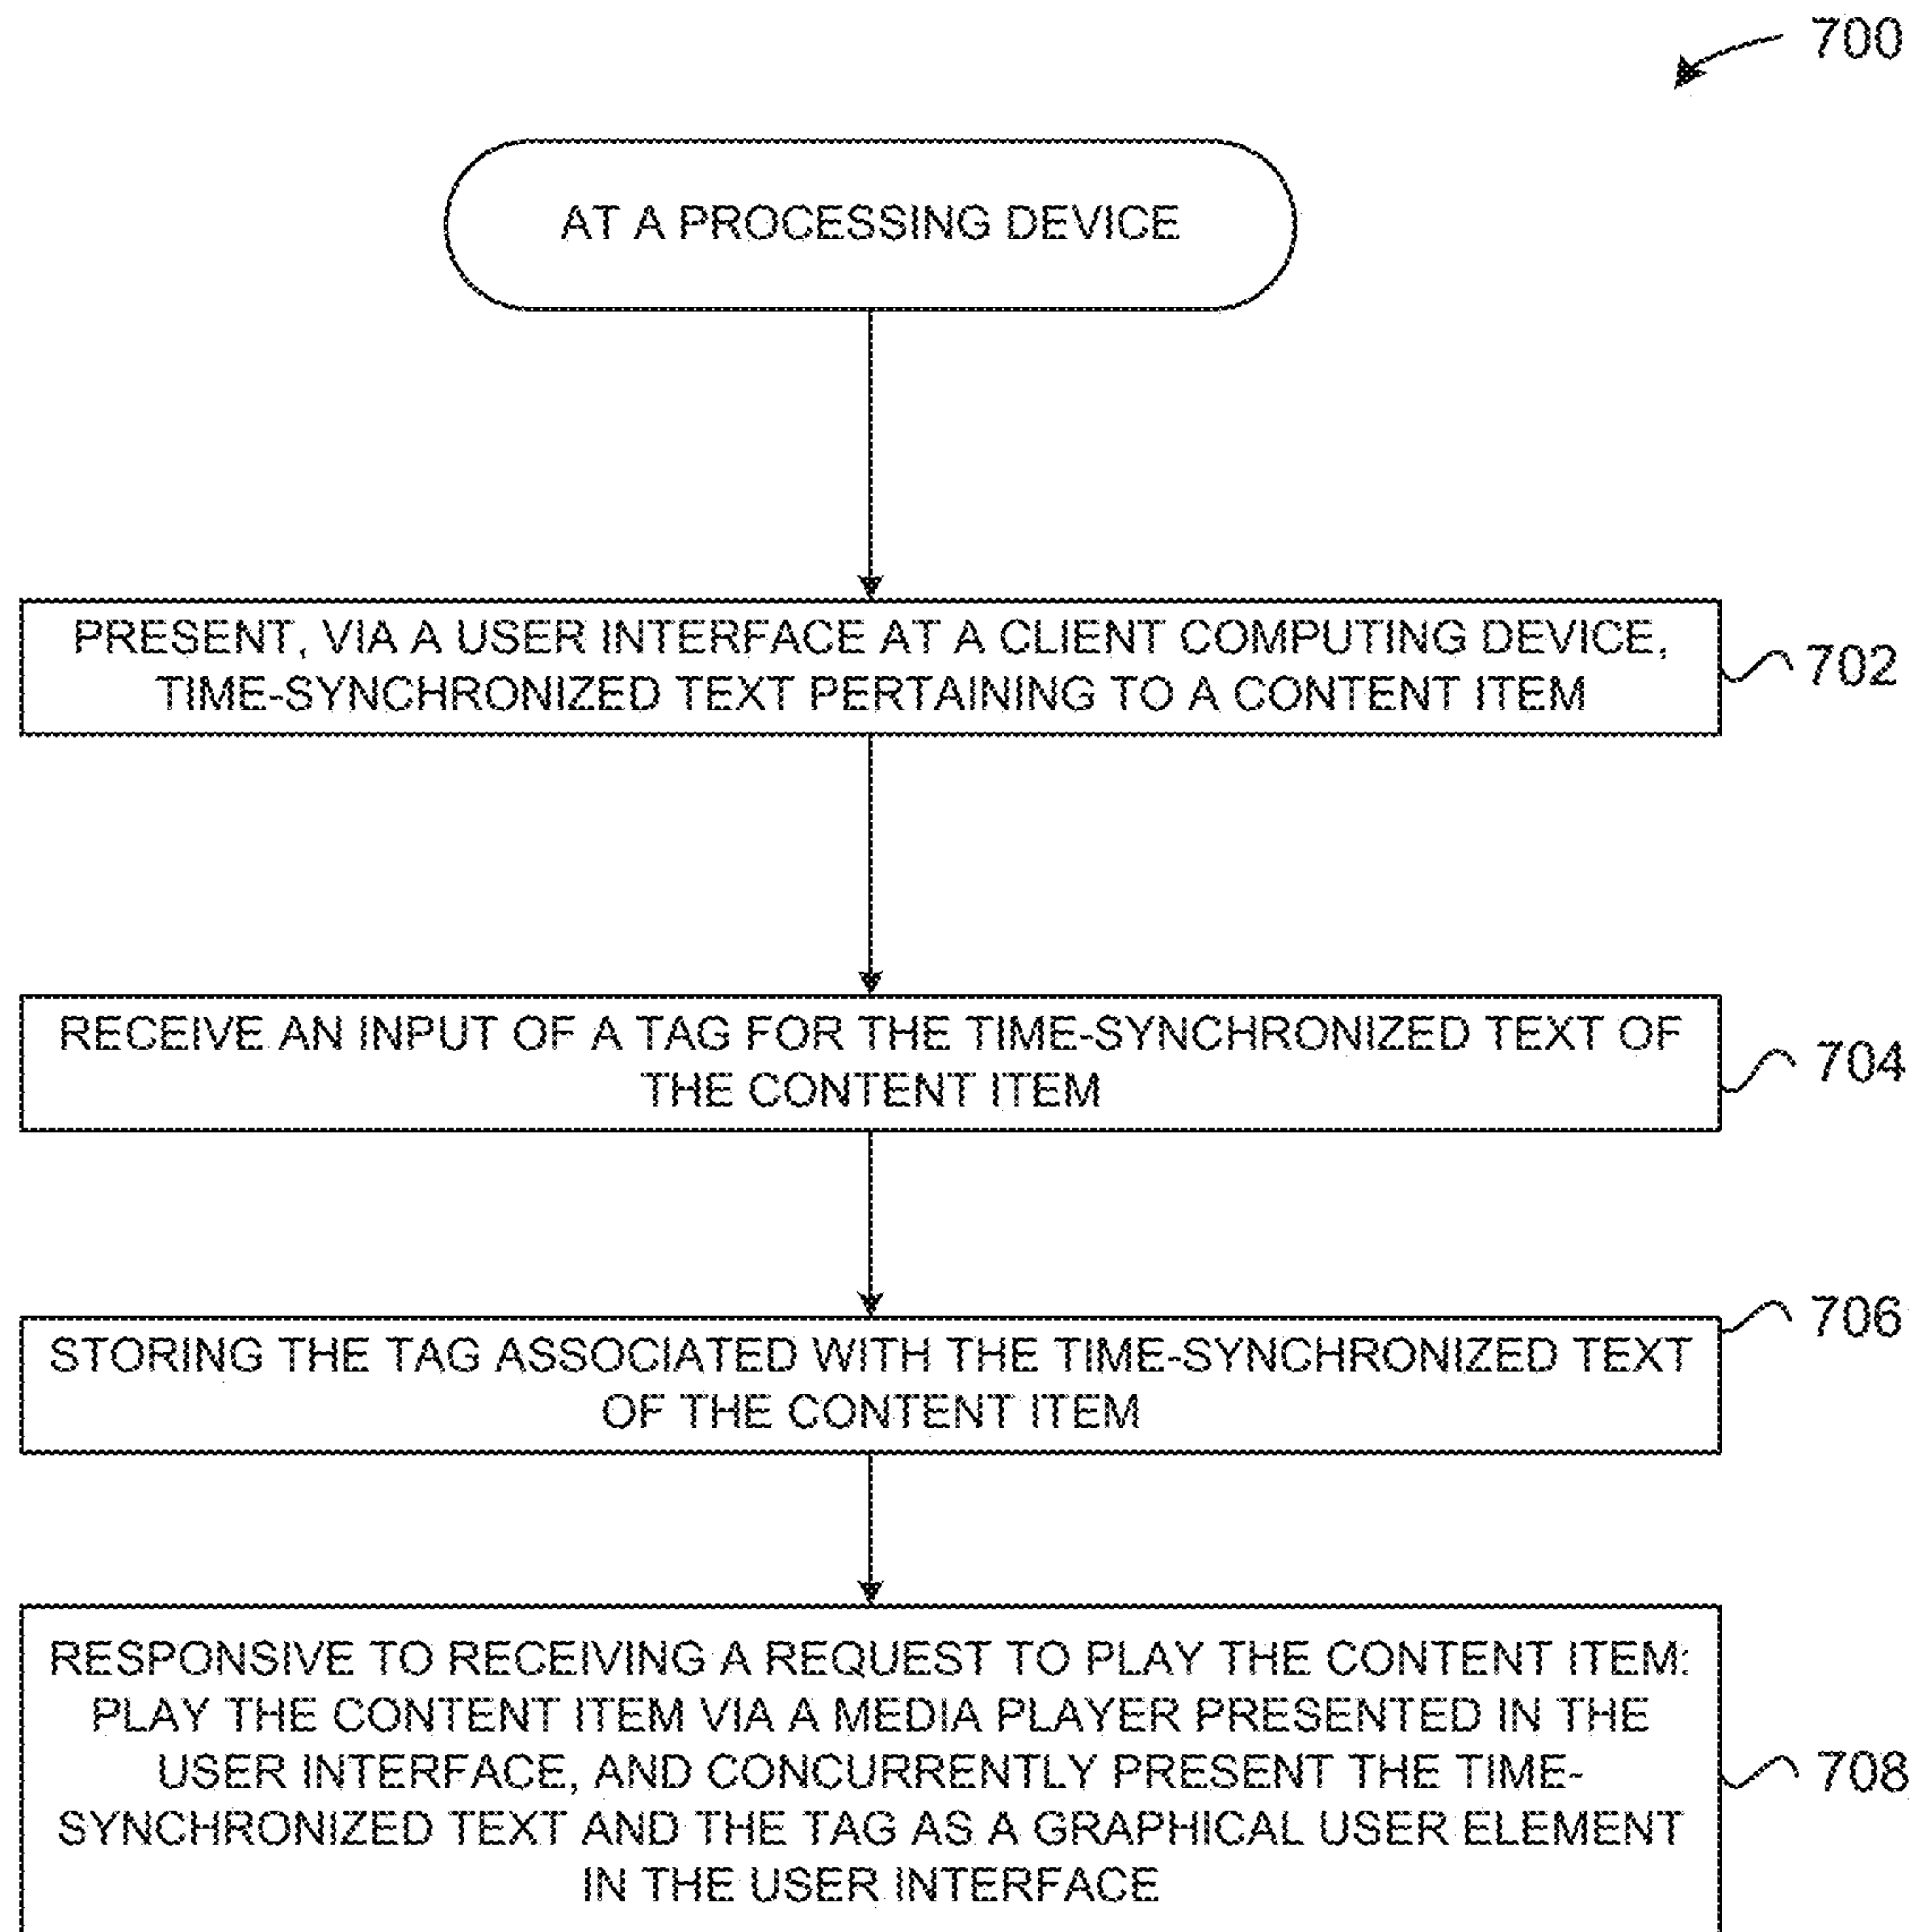 700
AT A PROCESSING DEVICE
PRESENT, VIA A USER INTERFACE AT A CLIENT COMPUTING DEVICE,
TIME-SYNCHRONIZED TEXT PERTAINING TO A CONTENT ITEM
702
RECEIVE AN INPUT OF A TAG FOR THE TIME-SYNCHRONIZED TEXT OF
THE CONTENT ITEM
704
STORING THE TAG ASSOCIATED WITH THE TIME-SYNCHRONIZED TEXT
OF THE CONTENT ITEM
706
RESPONSIVE TO RECEIVING A REQUEST TO PLAY THE CONTENT ITEM:
PLAY THE CONTENT ITEM VIA A MEDIA PLAYER PRESENTED IN THE
USER INTERFACE, AND CONCURRENTLY PRESENT THE TIME-
SYNCHRONIZED TEXT AND THE TAG AS A GRAPHICAL USER ELEMENT
IN THE USER INTERFACE
708